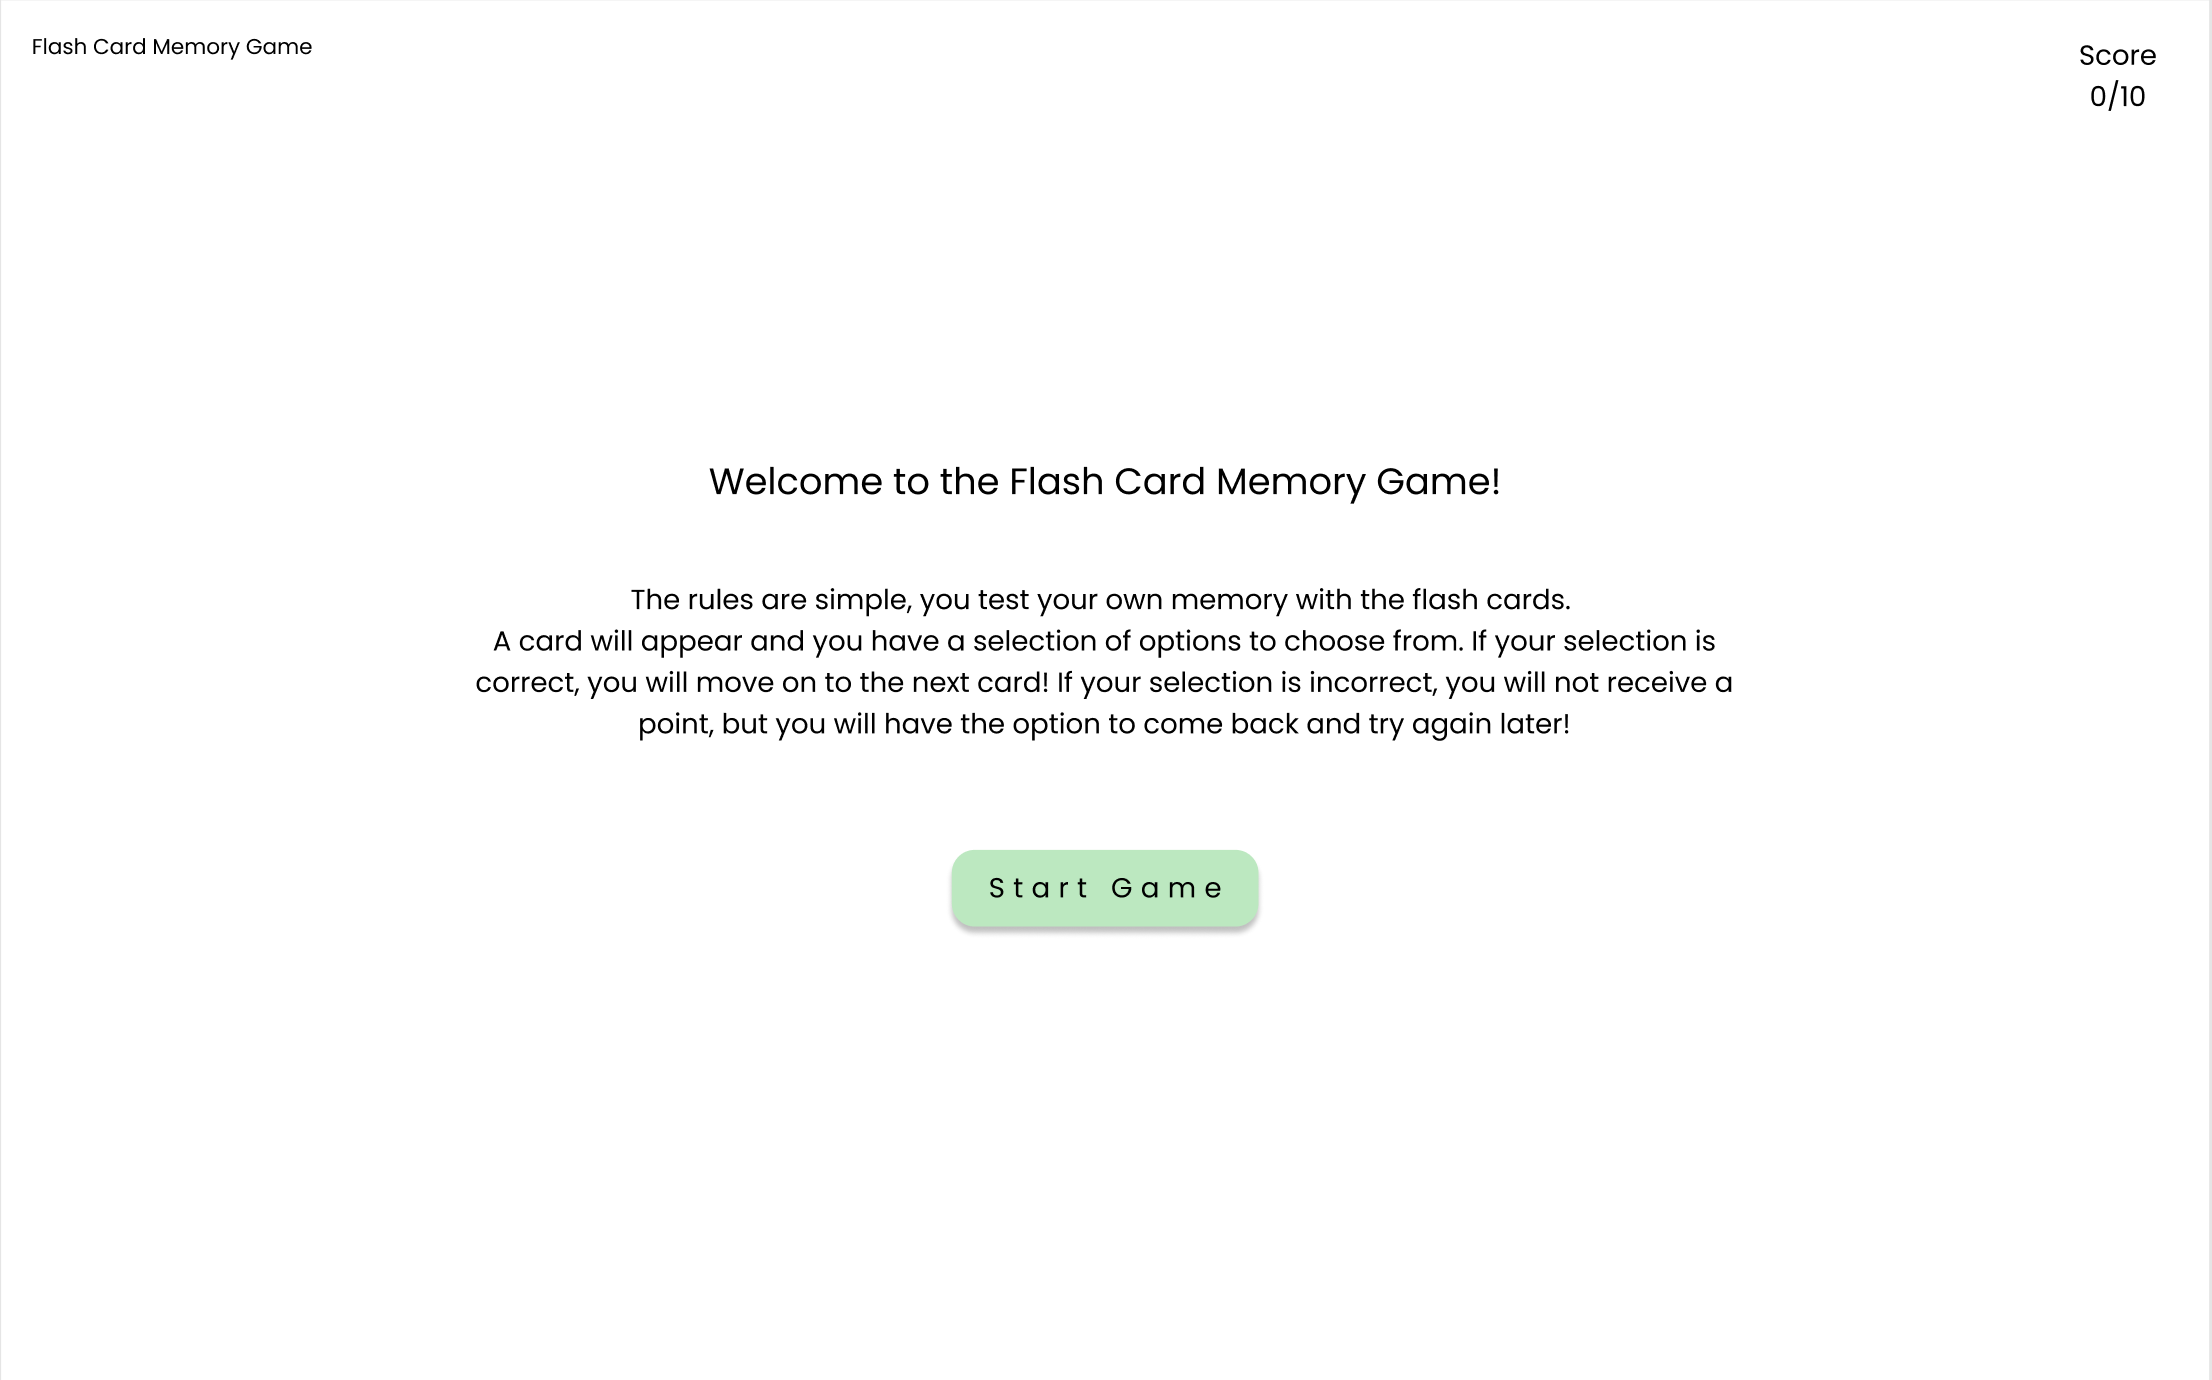 Flash Card Memory Game
Score
0/10
Welcome to the Flash Card Memory Game!
The rules are simple, you test your own memory with the flash cards.
A card will appear and you have a selection of options to choose from. If your selection is
correct, you will move on to the next card! If your selection is incorrect, you will not receive a
point, but you will have the option to come back and try again later!
Start Game